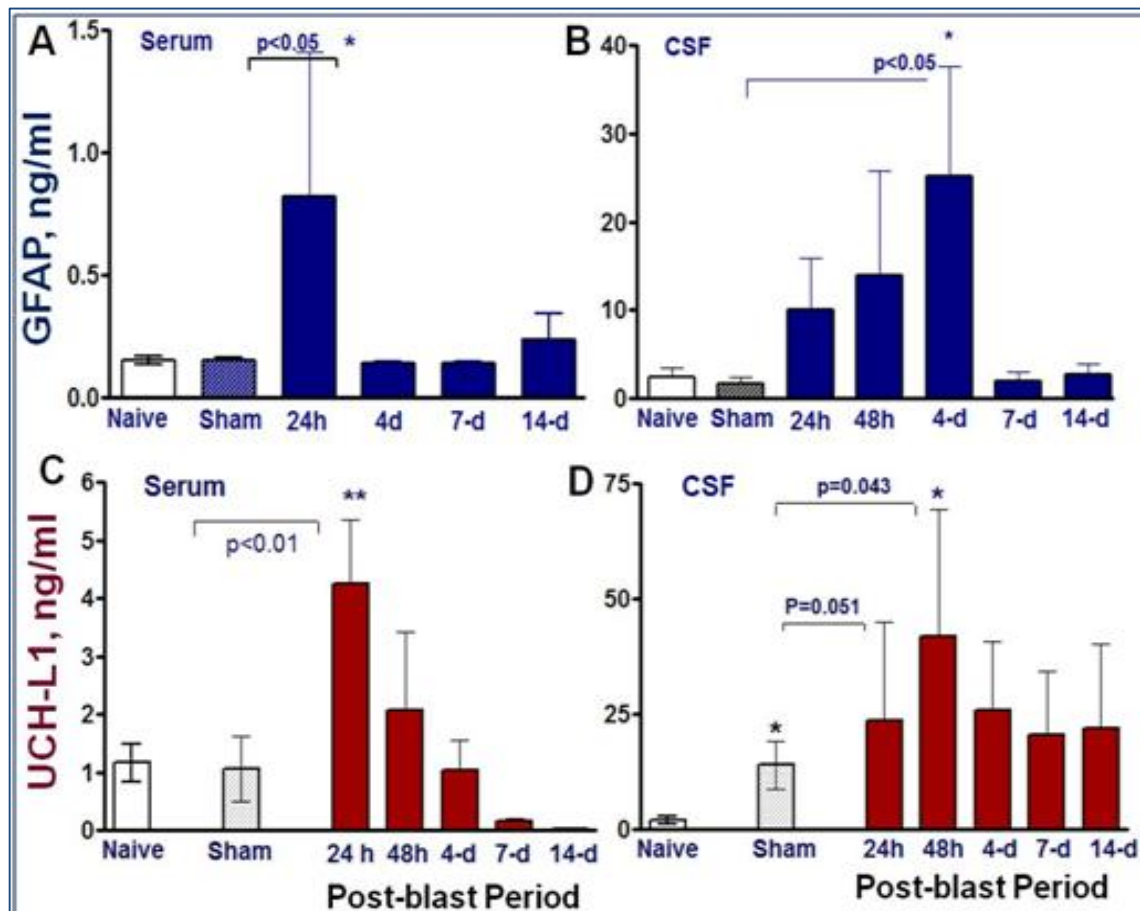 A
Serum
p<0.05 *
GFAP, ng/ml
1.5
1.0
0.5
0.0
Naive Sham 24h 4d 7-d 14-d
B
CSF
*
p<0.05
40
30
20
10
0
Naive Sham 24h 48h 4-d 7-d 14-d
C
Serum
**
p<0.01
UCH-L1, ng/ml
6
5
4
3
2
1
0
Naive Sham 24 h 48h 4-d 7-d 14-d
Post-blast Period
D
CSF
p=0.043 *
P=0.051
*
75
50
25
0
Naive Sham 24h 48h 4-d 7-d 14-d
Post-blast Period